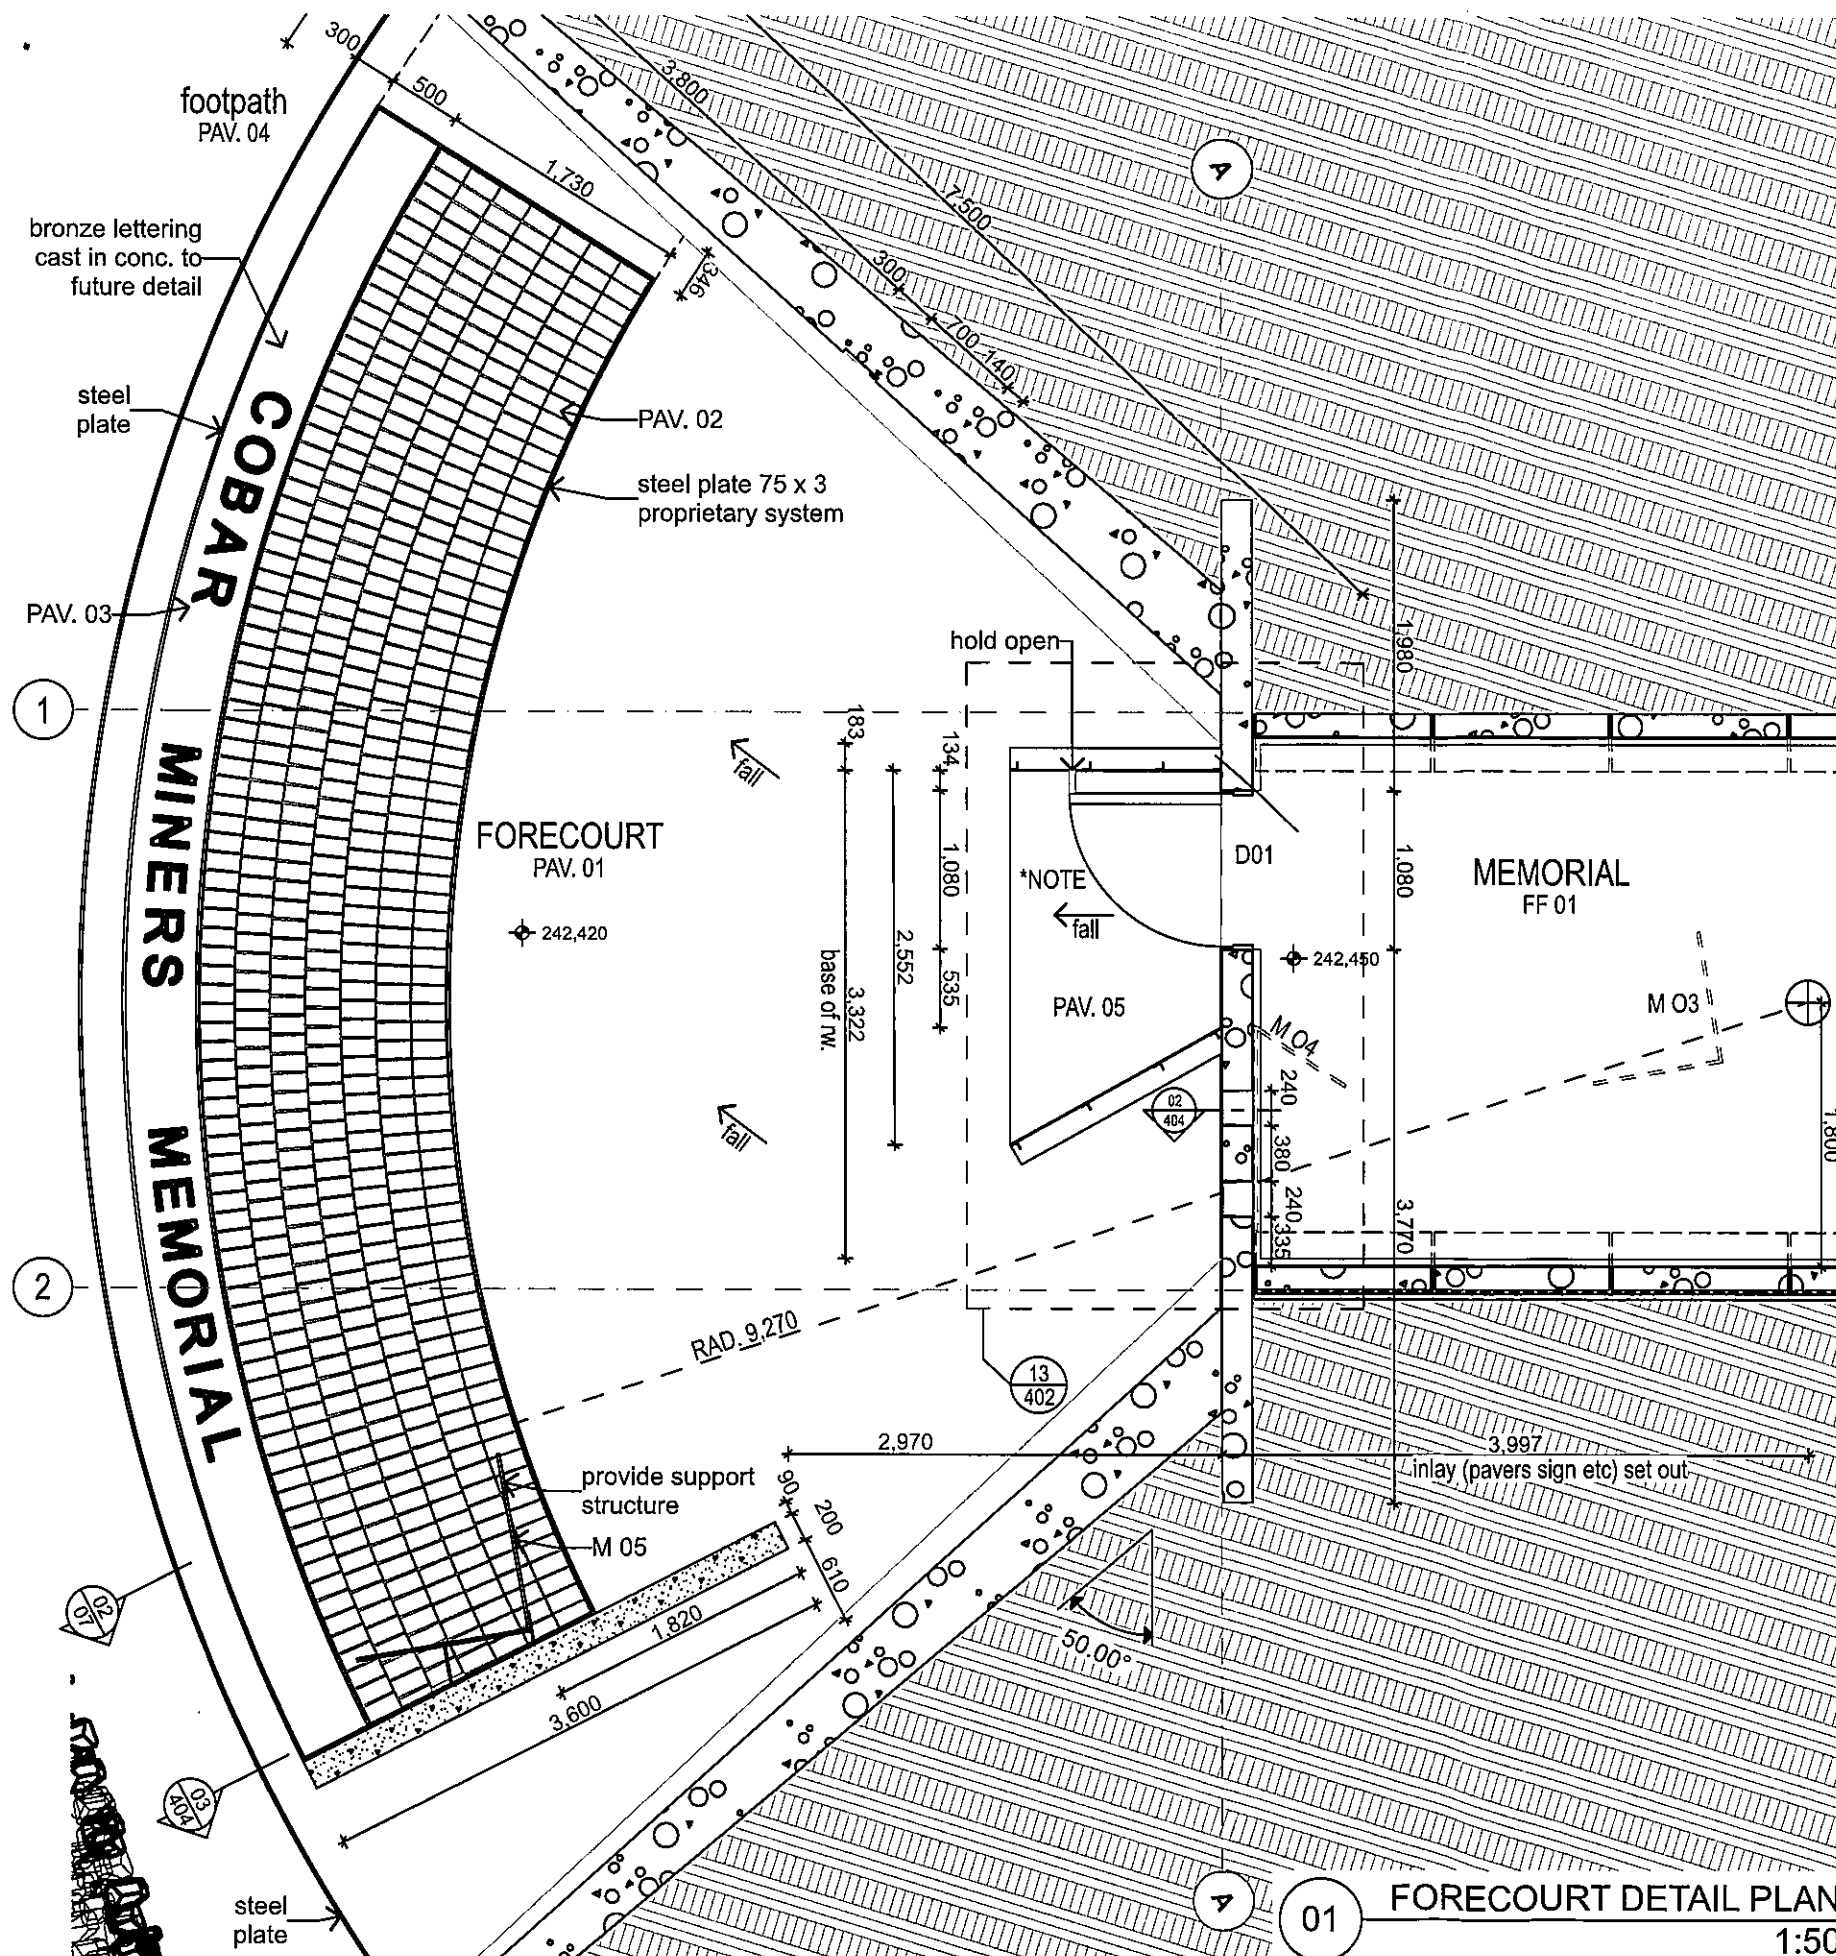 300
500
footpath
PAV. 04
3,800
A
1,730
7,500
bronze lettering
cast in conc. to
future detail
346
300
700
140
steel
plate
PAV. 02
steel plate 75 x 3
proprietary system
COBAR
PAV. 03
hold open
1,980
1
183
134
fall
MINERS
FORECOURT
PAV. 01
D01
1,080
1,080
MEMORIAL
FF 01
*NOTE
fall
242,420
2,552
535
242,450
base of rw.
3,322
PAV. 05
M O3
M O4
240
02
404
fall
380
1,800
MEMORIAL
240
3,770
335
2
RAD. 9,270
13
402
2,970
3,997
inlay (pavers sign etc) set out
provide support
structure
90
200
M 05
610
02
07
1,820
50.00°
3,600
03
404
steel
plate
A
01
FORECOURT DETAIL PLAN
1:50